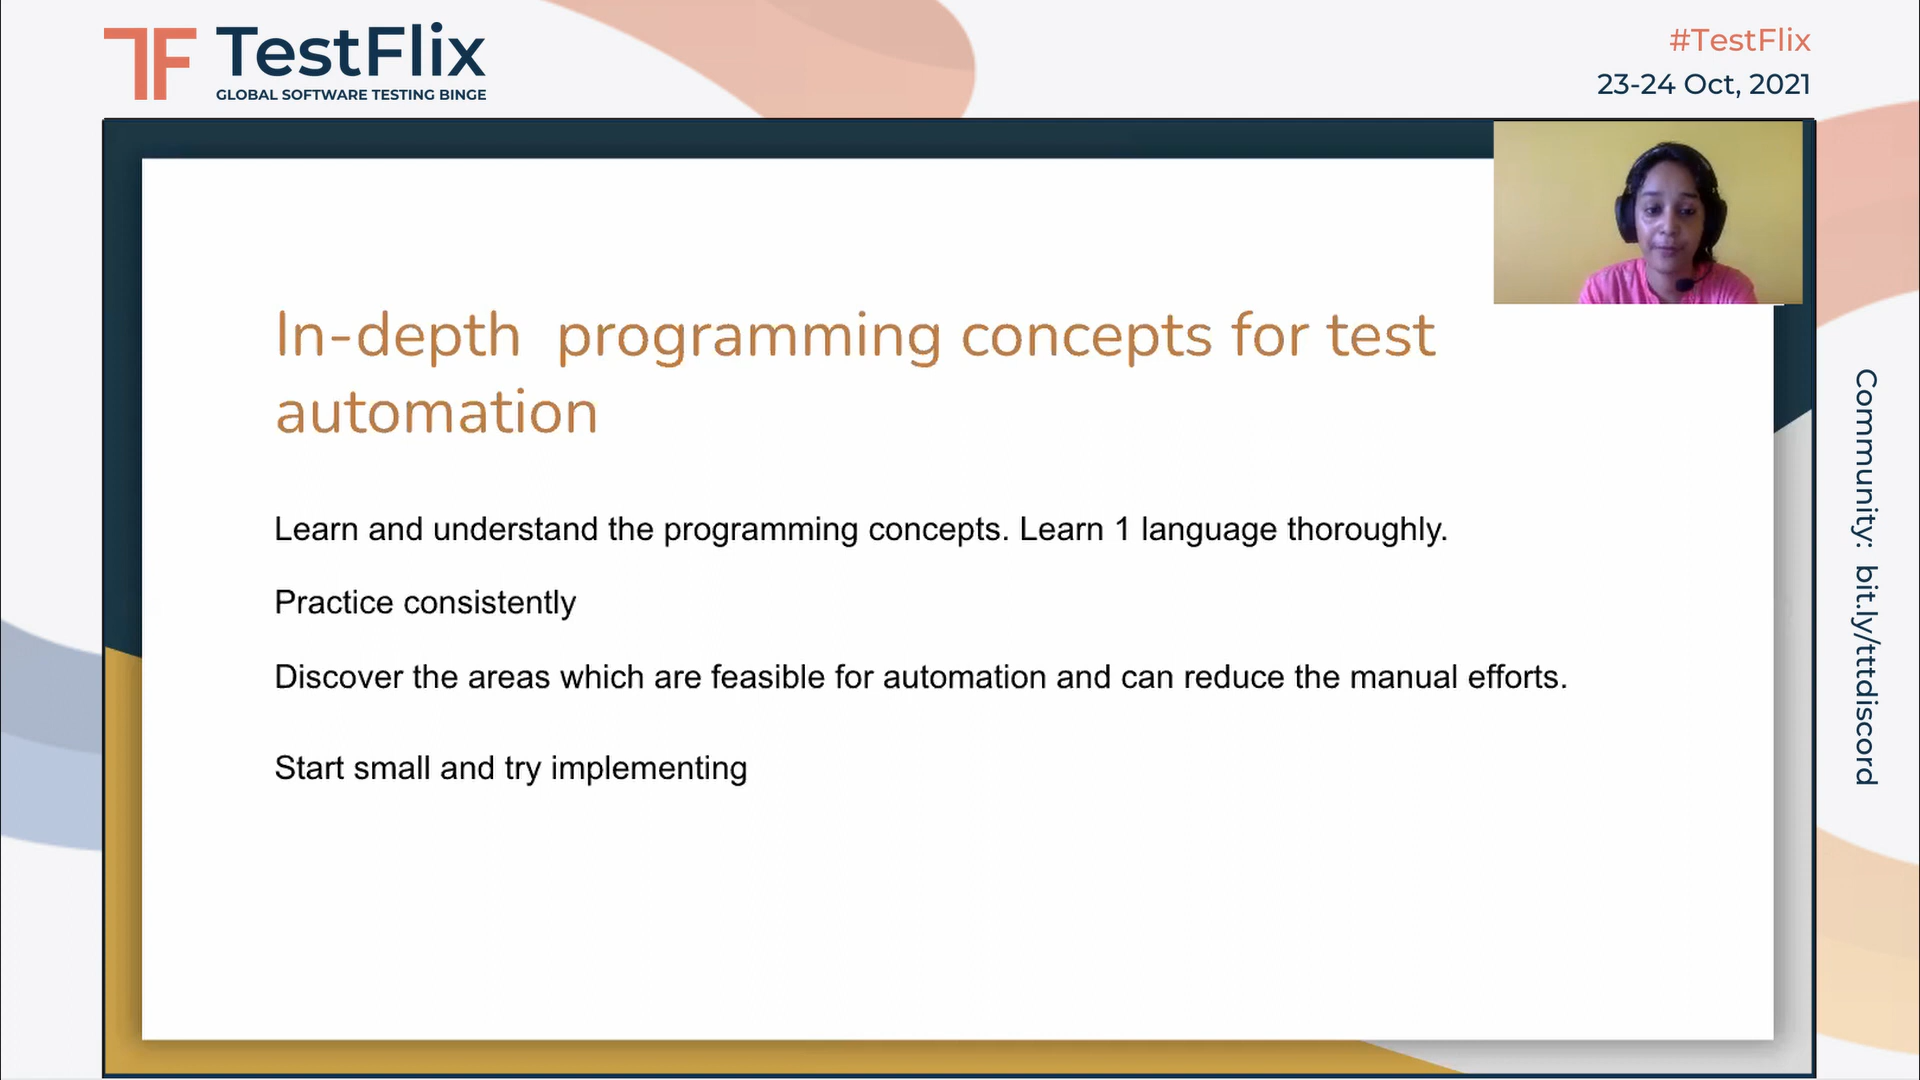 TF TestFlix
GLOBAL SOFTWARE TESTING BINGE
#TestFlix
23-24 Oct, 2021
In-depth  programming concepts for test
automation
Learn and understand the programming concepts. Learn 1 language thoroughly.
Practice consistently
Discover the areas which are feasible for automation and can reduce the manual efforts.
Start small and try implementing
Community: bit.ly/tttdiscord